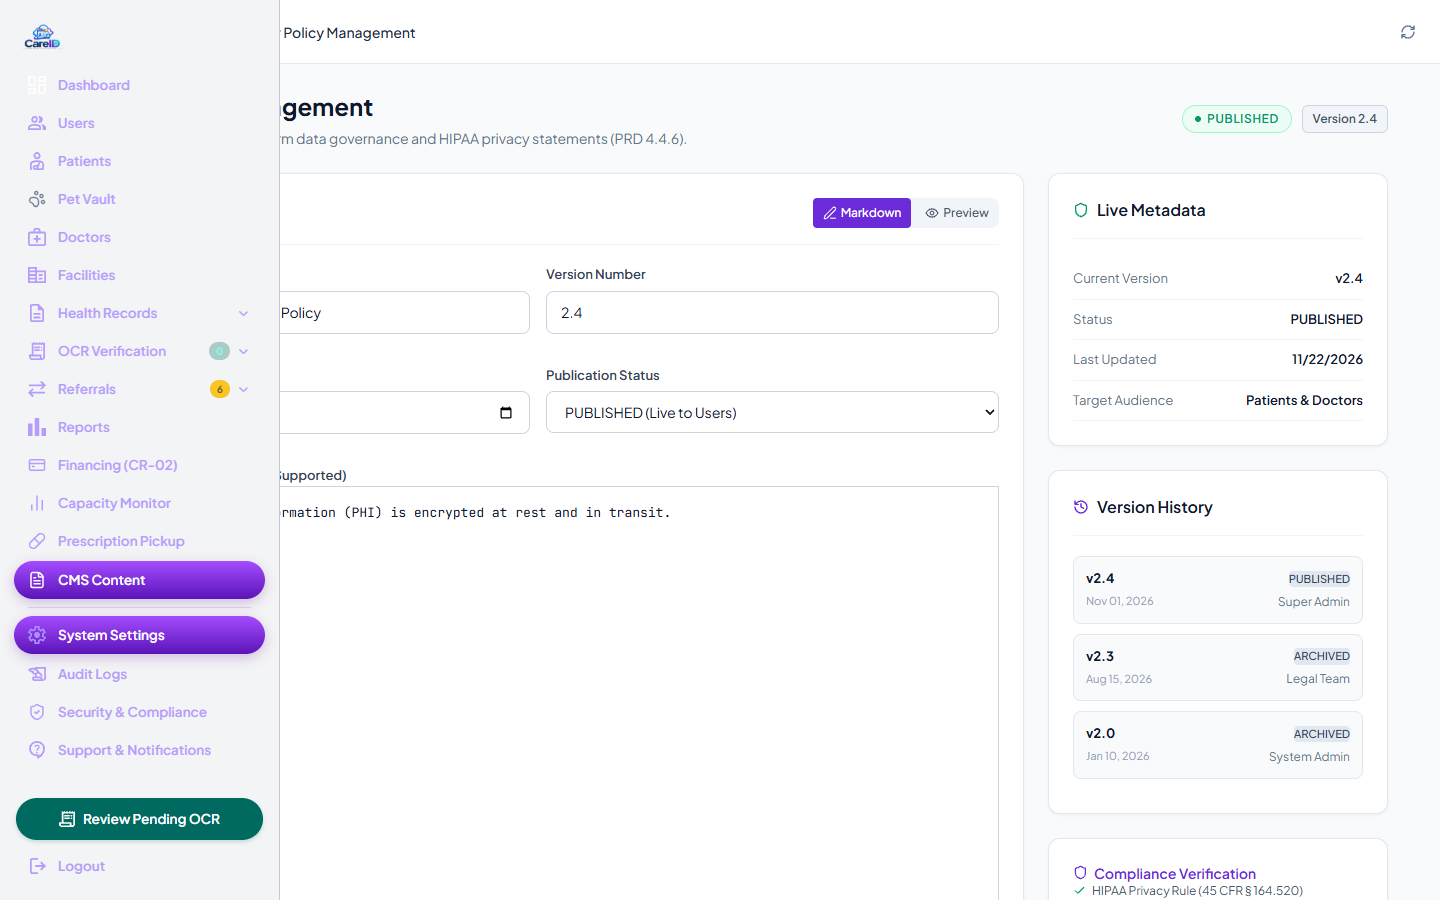 CareID
Dashboard
Users
Patients
Pet Vault
Doctors
Facilities
Health Records
OCR Verification 0
Referrals 6
Reports
Financing (CR-02)
Capacity Monitor
Prescription Pickup
CMS Content
System Settings
Audit Logs
Security & Compliance
Support & Notifications
Review Pending OCR
Logout
Policy Management
gement
m data governance and HIPAA privacy statements (PRD 4.4.6).
PUBLISHED
Version 2.4
Markdown
Preview
Version Number
Policy
2.4
Publication Status
PUBLISHED (Live to Users)
Supported)
rmation (PHI) is encrypted at rest and in transit.
Live Metadata
Current Version v2.4
Status PUBLISHED
Last Updated 11/22/2026
Target Audience Patients & Doctors
Version History
v2.4 PUBLISHED
Nov 01, 2026 Super Admin
v2.3 ARCHIVED
Aug 15, 2026 Legal Team
v2.0 ARCHIVED
Jan 10, 2026 System Admin
Compliance Verification
HIPAA Privacy Rule (45 CFR § 164.520)